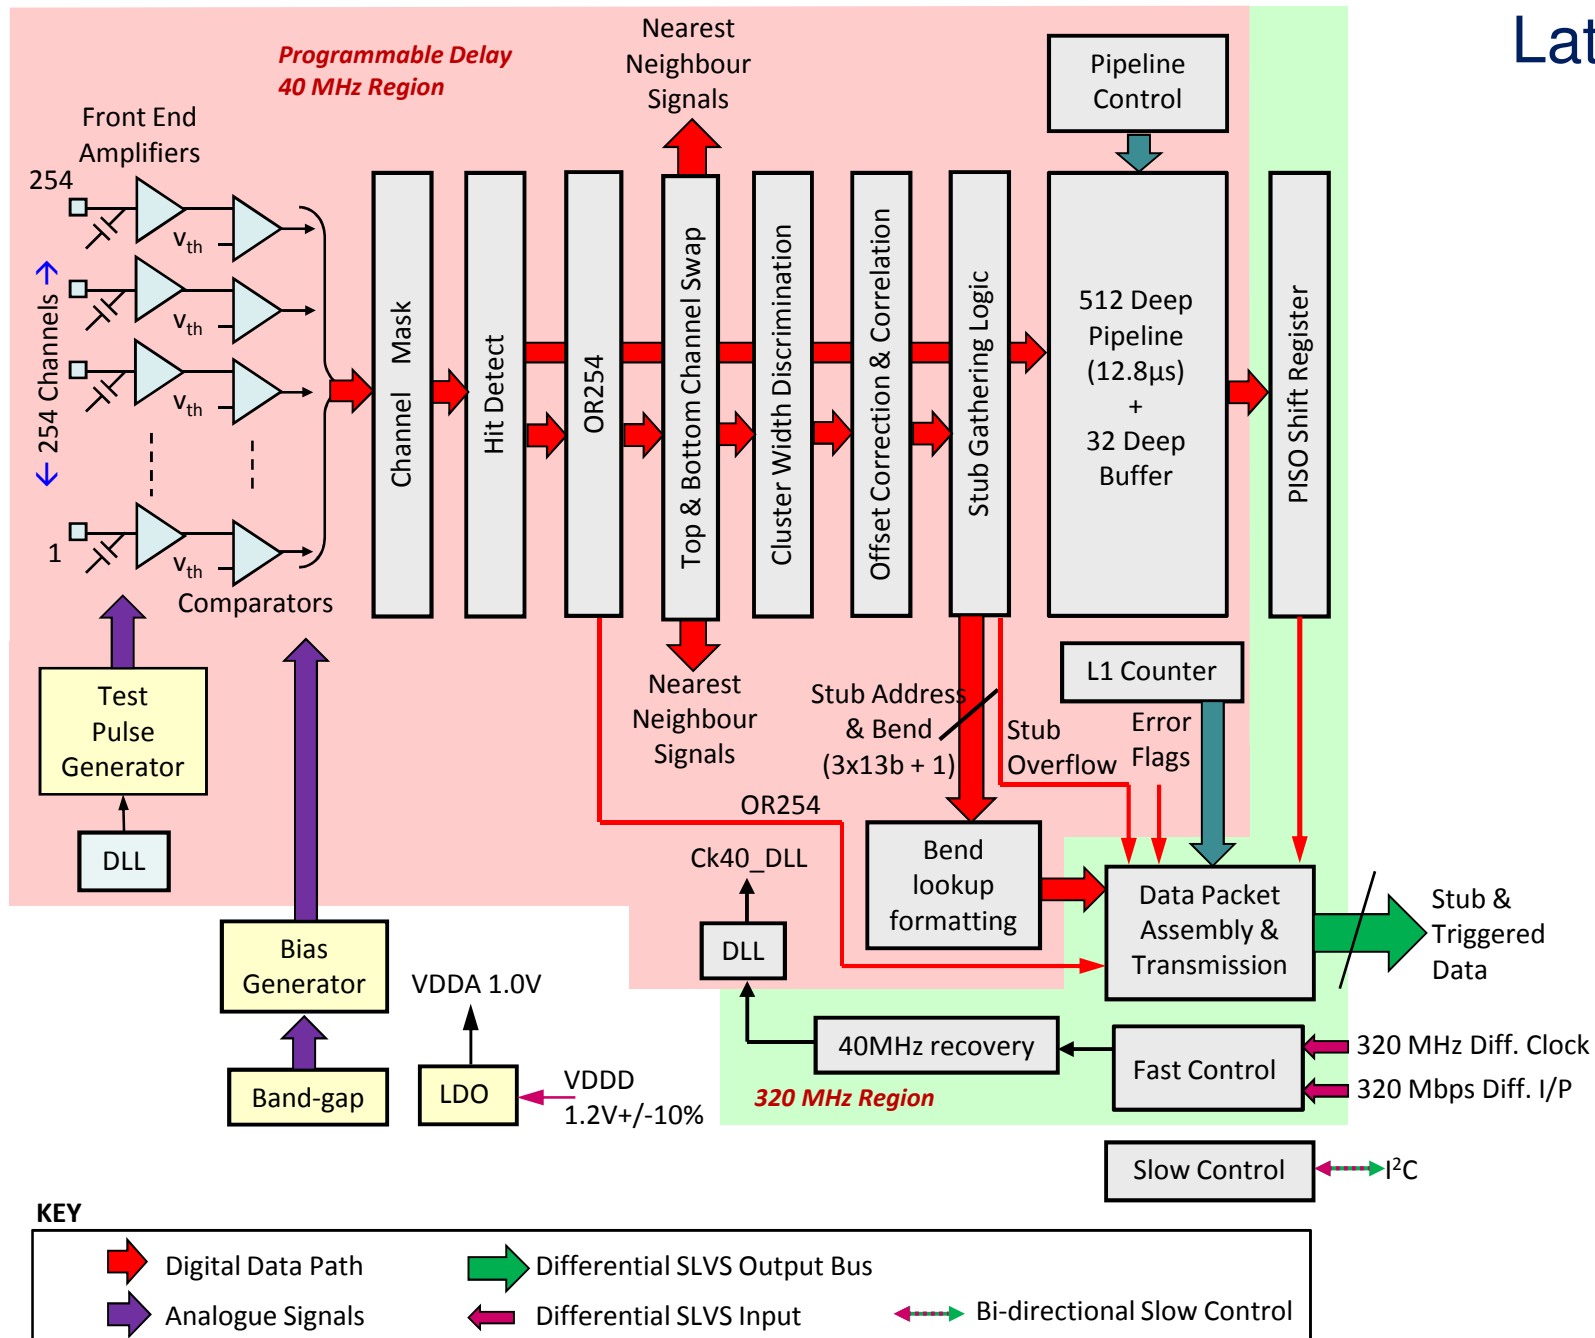 Lat
Programmable Delay
40 MHz Region
Nearest
Neighbour
Signals
Pipeline
Control
Front End
Amplifiers
254
Vth
Vth
Vth
Vth
1
← 254 Channels →
Comparators
Channel Mask
Hit Detect
OR254
Top & Bottom Channel Swap
Cluster Width Discrimination
Offset Correction & Correlation
Stub Gathering Logic
512 Deep
Pipeline
(12.8µs)
+
32 Deep
Buffer
PISO Shift Register
Test
Pulse
Generator
DLL
Nearest
Neighbour
Signals
Stub Address
& Bend
(3x13b + 1)
Stub
Overflow
L1 Counter
Error
Flags
OR254
Ck40_DLL
DLL
Bend
lookup
formatting
Data Packet
Assembly &
Transmission
Stub &
Triggered
Data
Bias
Generator
VDDA 1.0V
Band-gap
LDO
VDDD
1.2V+/-10%
40MHz recovery
320 MHz Region
Fast Control
320 MHz Diff. Clock
320 Mbps Diff. I/P
Slow Control
I²C
KEY
Digital Data Path
Differential SLVS Output Bus
Analogue Signals
Differential SLVS Input
Bi-directional Slow Control